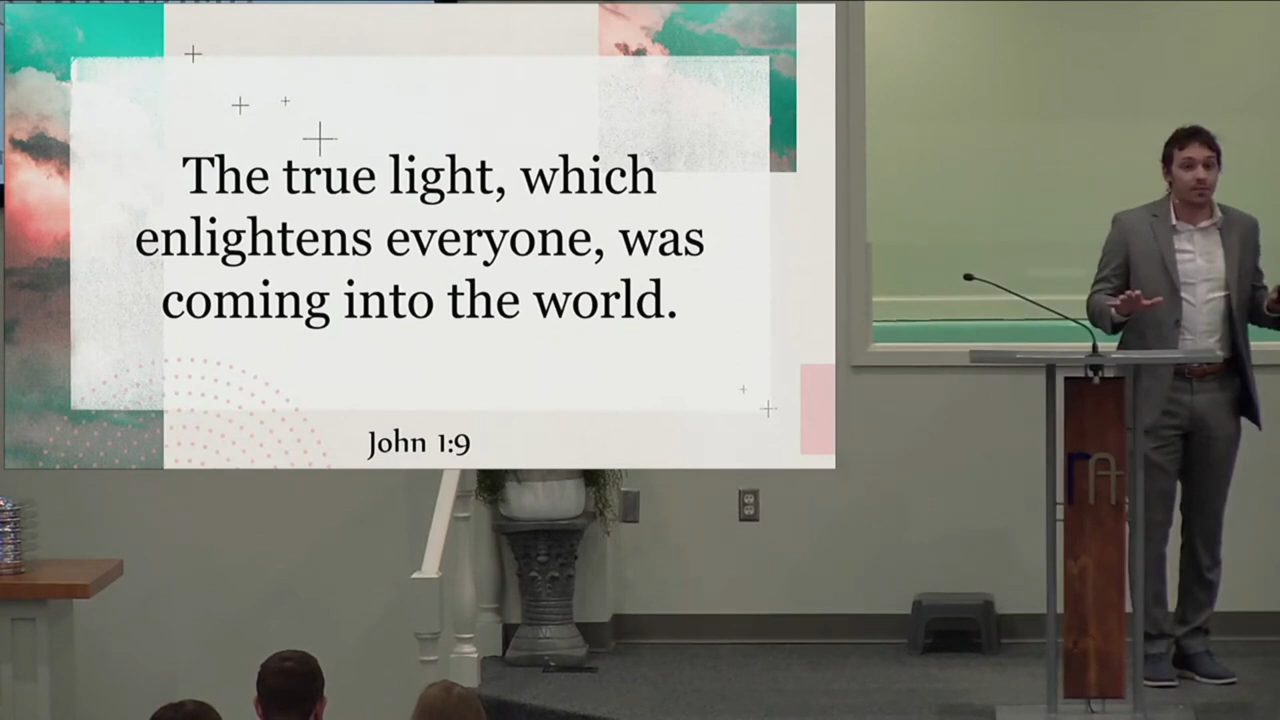 The true light, which
enlightens everyone, was
coming into the world.
John 1:9